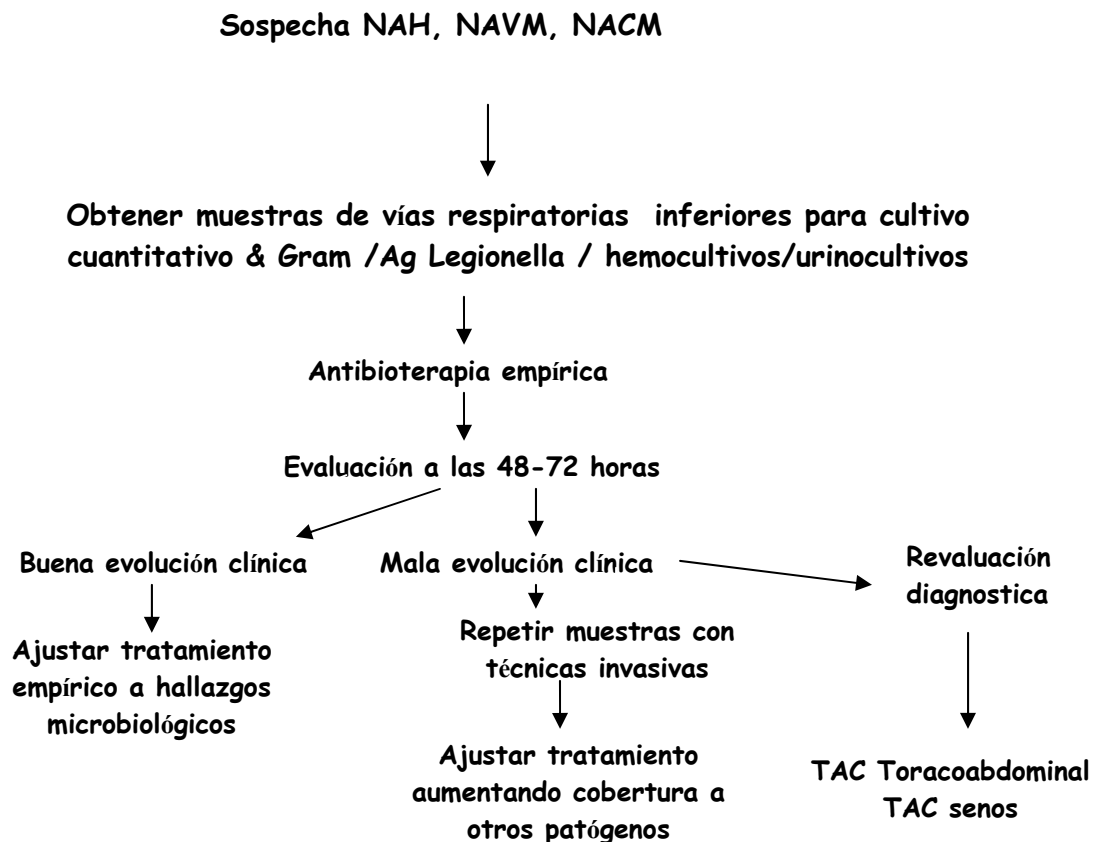 Sospecha NAH, NAVM, NACM
Obtener muestras de vías respiratorias inferiores para cultivo
cuantitativo & Gram /Ag Legionella / hemocultivos/urinocultivos
Antibioterapia empírica
Evaluación a las 48-72 horas
Buena evolución clínica
Ajustar tratamiento
empírico a hallazgos
microbiológicos
Mala evolución clínica
Repetir muestras con
técnicas invasivas
Ajustar tratamiento
aumentando cobertura a
otros patógenos
Revaluación
diagnostica
TAC Toracoabdominal
TAC senos